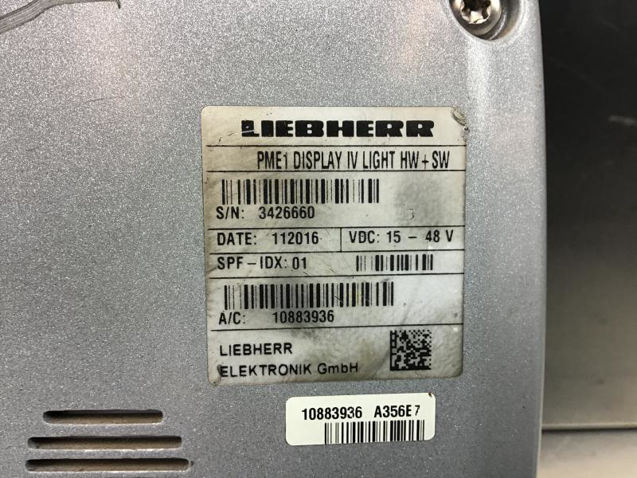 LIEBHERR
PME1 DISPLAY IV LIGHT HW+SW
S/N: 3426660
DATE: 112016 VDC: 15 - 48 V
SPF-IDX: 01
A/C: 10883936
LIEBHERR
ELEKTRONIK GmbH
10883936 A356E7